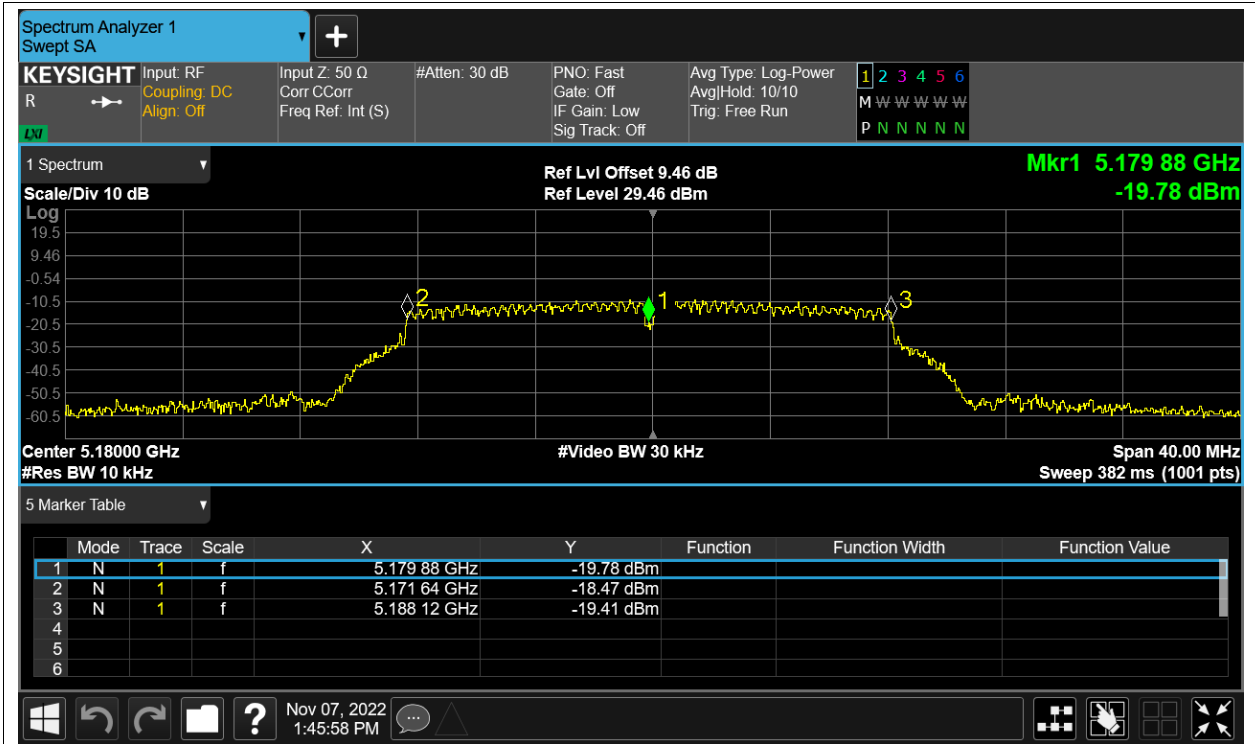 Spectrum Analyzer 1
Swept SA
KEYSIGHT
R
LXI
Input: RF
Coupling: DC
Align: Off
Input Z: 50 Ω
Corr CCorr
Freq Ref: Int (S)
#Atten: 30 dB
PNO: Fast
Gate: Off
IF Gain: Low
Sig Track: Off
Avg Type: Log-Power
Avg|Hold: 10/10
Trig: Free Run
1 2 3 4 5 6
M W W W W W
P N N N N N
1 Spectrum
Scale/Div 10 dB
Ref Lvl Offset 9.46 dB
Ref Level 29.46 dBm
Mkr1 5.179 88 GHz
-19.78 dBm
Log
19.5
9.46
-0.54
-10.5
-20.5
-30.5
-40.5
-50.5
-60.5
2
1
3
Center 5.18000 GHz
#Video BW 30 kHz
Span 40.00 MHz
#Res BW 10 kHz
Sweep 382 ms (1001 pts)
5 Marker Table
Mode Trace Scale X Y Function Function Width Function Value
1 N 1 f 5.179 88 GHz -19.78 dBm
2 N 1 f 5.171 64 GHz -18.47 dBm
3 N 1 f 5.188 12 GHz -19.41 dBm
4
5
6
?
Nov 07, 2022
1:45:58 PM